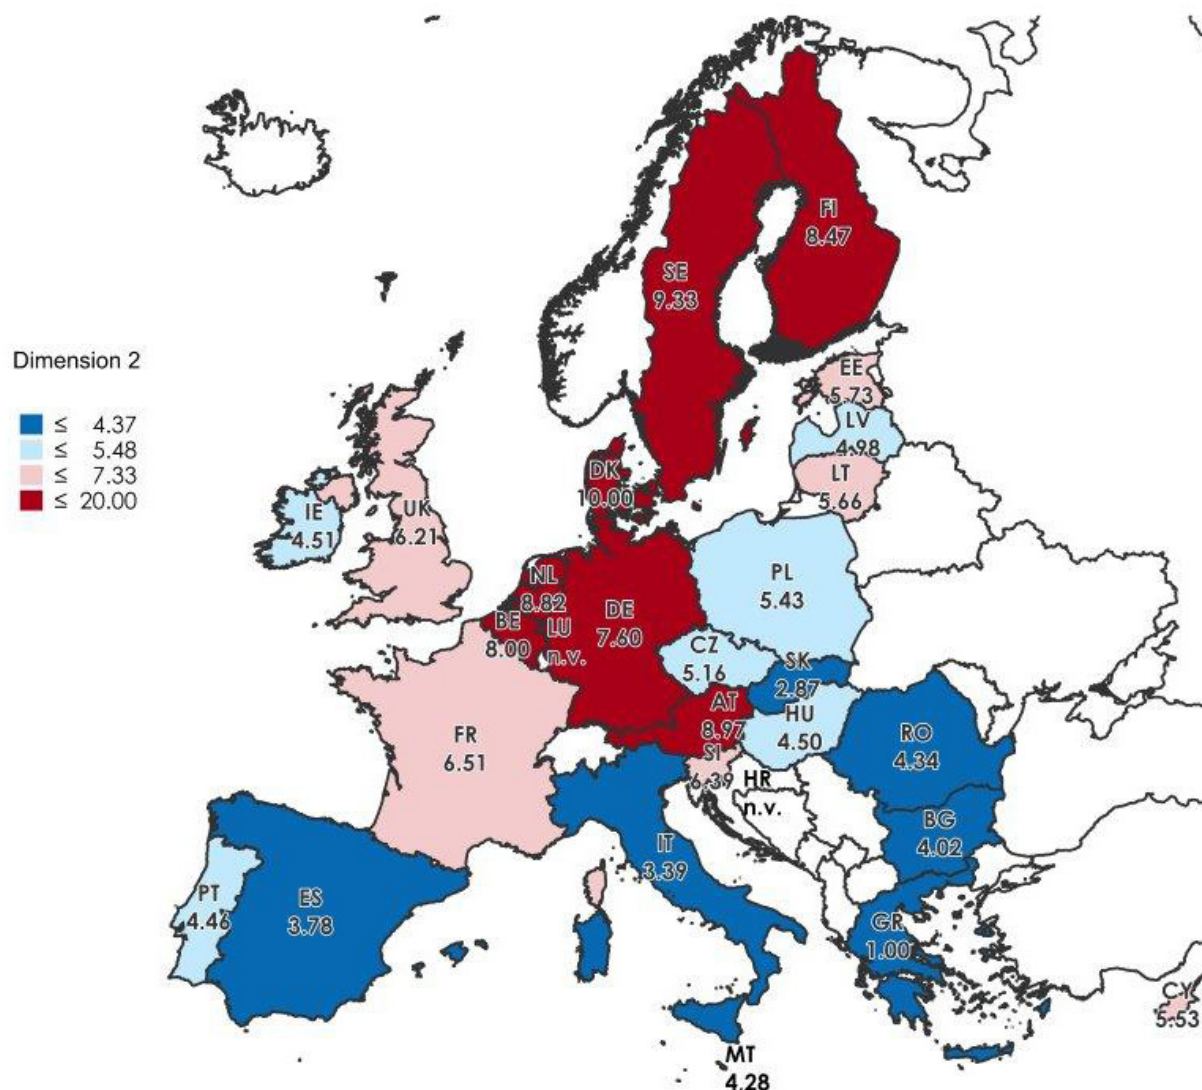 Dimension 2
≤ 4.37
≤ 5.48
≤ 7.33
≤ 20.00
FI
8.47
SE
9.33
EE
5.73
LV
4.98
LT
5.66
DK
10.00
IE
4.51
UK
6.21
NL
8.82
BE
8.00
LU
n.v.
DE
7.60
PL
5.43
CZ
5.16
SK
2.87
AT
8.97
HU
4.50
SI
6.39
HR
n.v.
RO
4.34
FR
6.51
BG
4.02
IT
3.39
PT
4.46
ES
3.78
GR
1.00
CY
5.53
MT
4.28